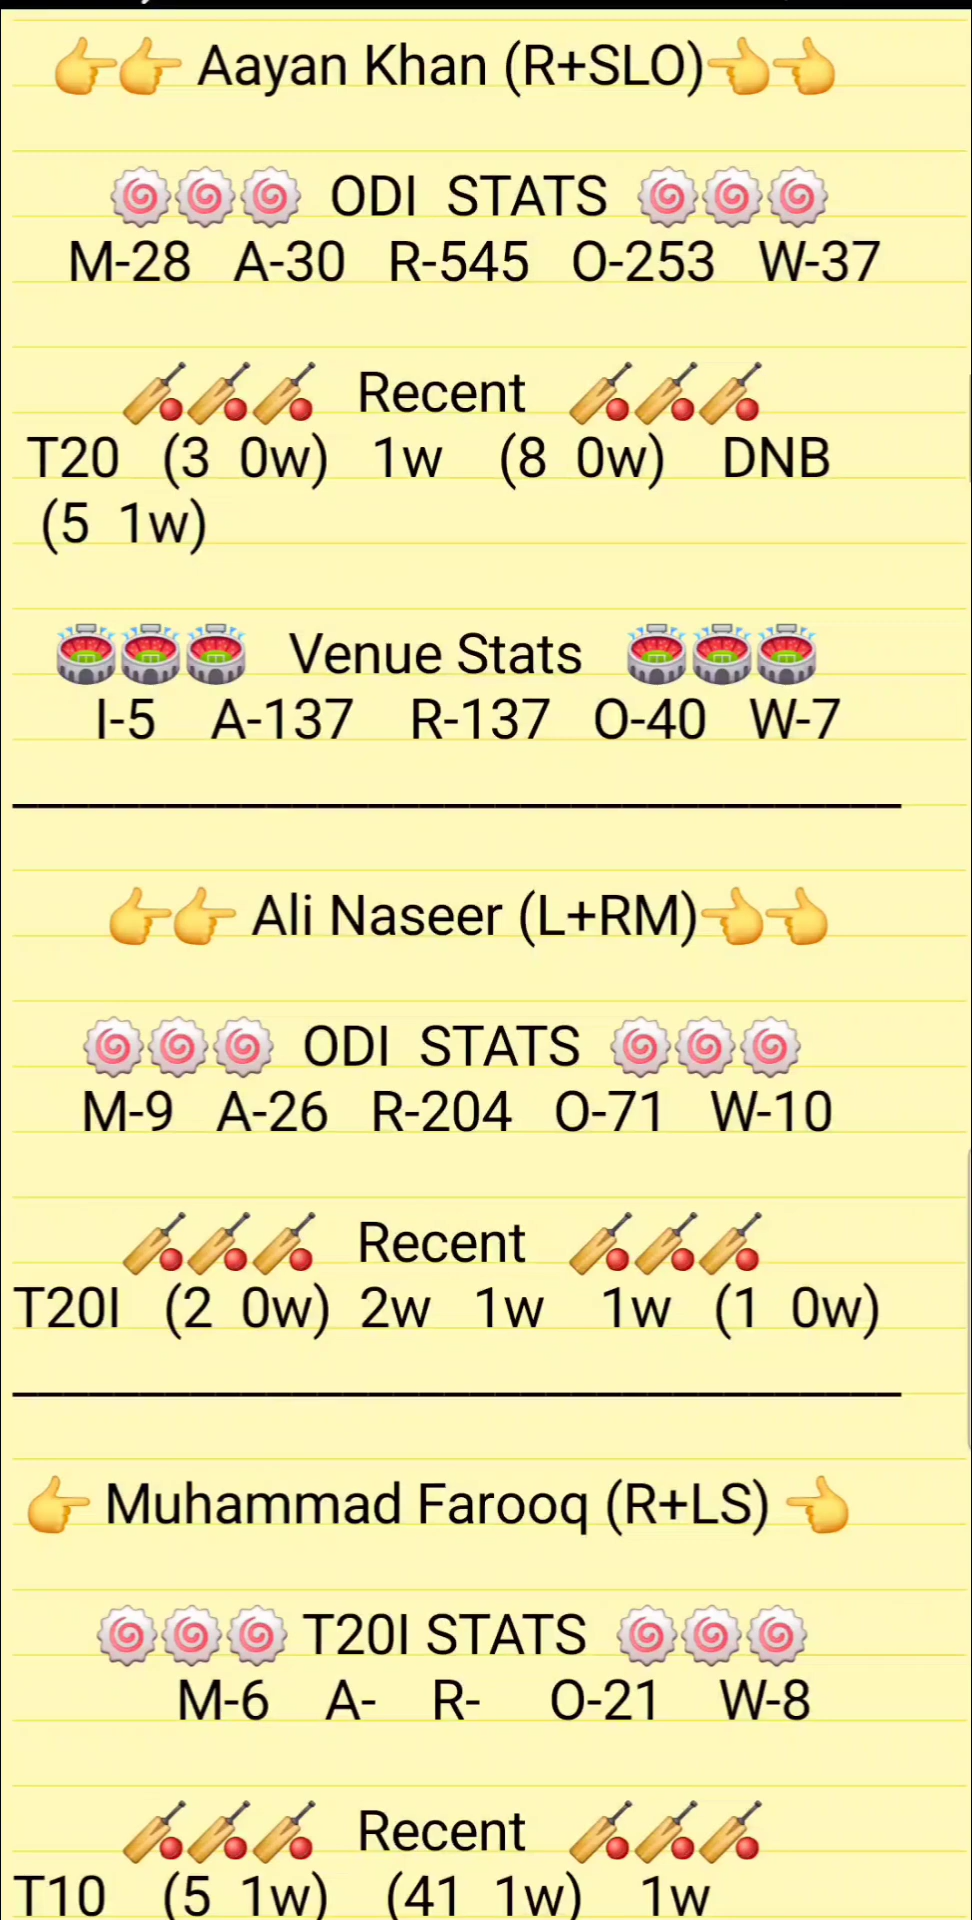 👉👉 Aayan Khan (R+SLO)👈👈
🍥🍥🍥 ODI STATS 🍥🍥🍥
M-28 A-30 R-545 O-253 W-37
🏏🏏🏏 Recent 🏏🏏🏏
T20 (3 0w) 1w (8 0w) DNB
(5 1w)
🏟🏟🏟 Venue Stats 🏟🏟🏟
I-5 A-137 R-137 O-40 W-7
👉👉 Ali Naseer (L+RM)👈👈
🍥🍥🍥 ODI STATS 🍥🍥🍥
M-9 A-26 R-204 O-71 W-10
🏏🏏🏏 Recent 🏏🏏🏏
T20I (2 0w) 2w 1w 1w (1 0w)
👉 Muhammad Farooq (R+LS) 👈
🍥🍥🍥 T20I STATS 🍥🍥🍥
M-6 A- R- O-21 W-8
🏏🏏🏏 Recent 🏏🏏🏏
T10 (5 1w) (41 1w) 1w